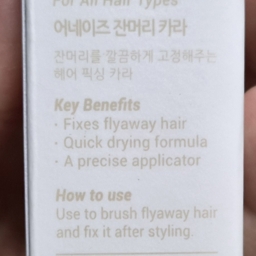 For All Hair Types
어네이즈 잔머리 카라
잔머리를 깔끔하게 고정해주는
헤어 픽싱 카라
Key Benefits
· Fixes flyaway hair
· Quick drying formula
· A precise applicator
How to use
Use to brush flyaway hair
and fix it after styling.